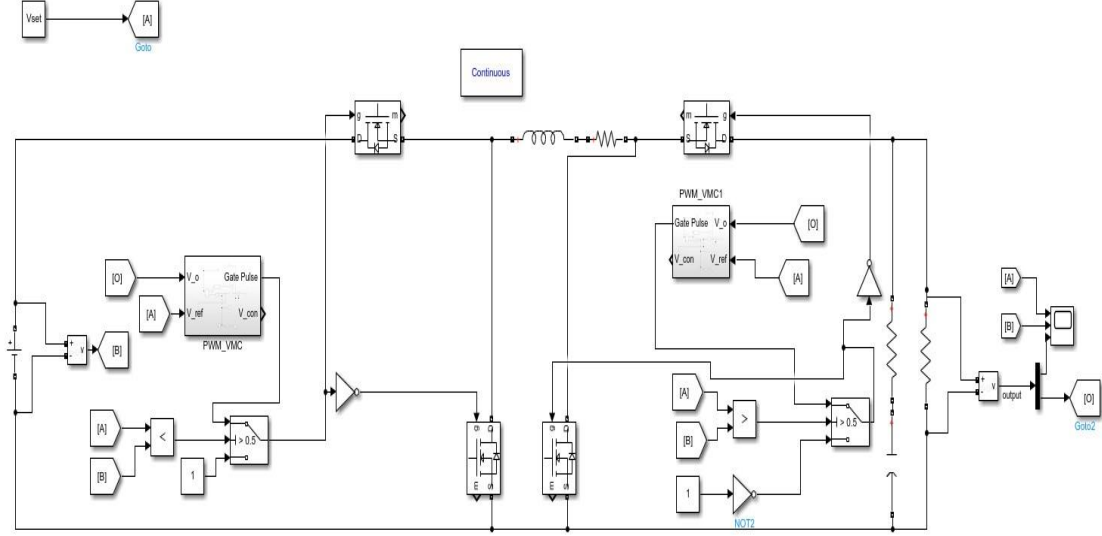 Vset
[A]
Goto
Continuous
g
m
D
S
m
g
S
D
PWM_VMC1
Gate Pulse
V_o
V_con
V_ref
[O]
[A]
[O]
[A]
V_o
Gate Pulse
V_ref
V_con
PWM_VMC
+
-
v
[B]
[A]
[B]
<
1
> 0.5
g
D
m
S
g
D
m
S
[A]
[B]
>
> 0.5
1
NOT2
[A]
[B]
+
-
v
output
[O]
Goto2